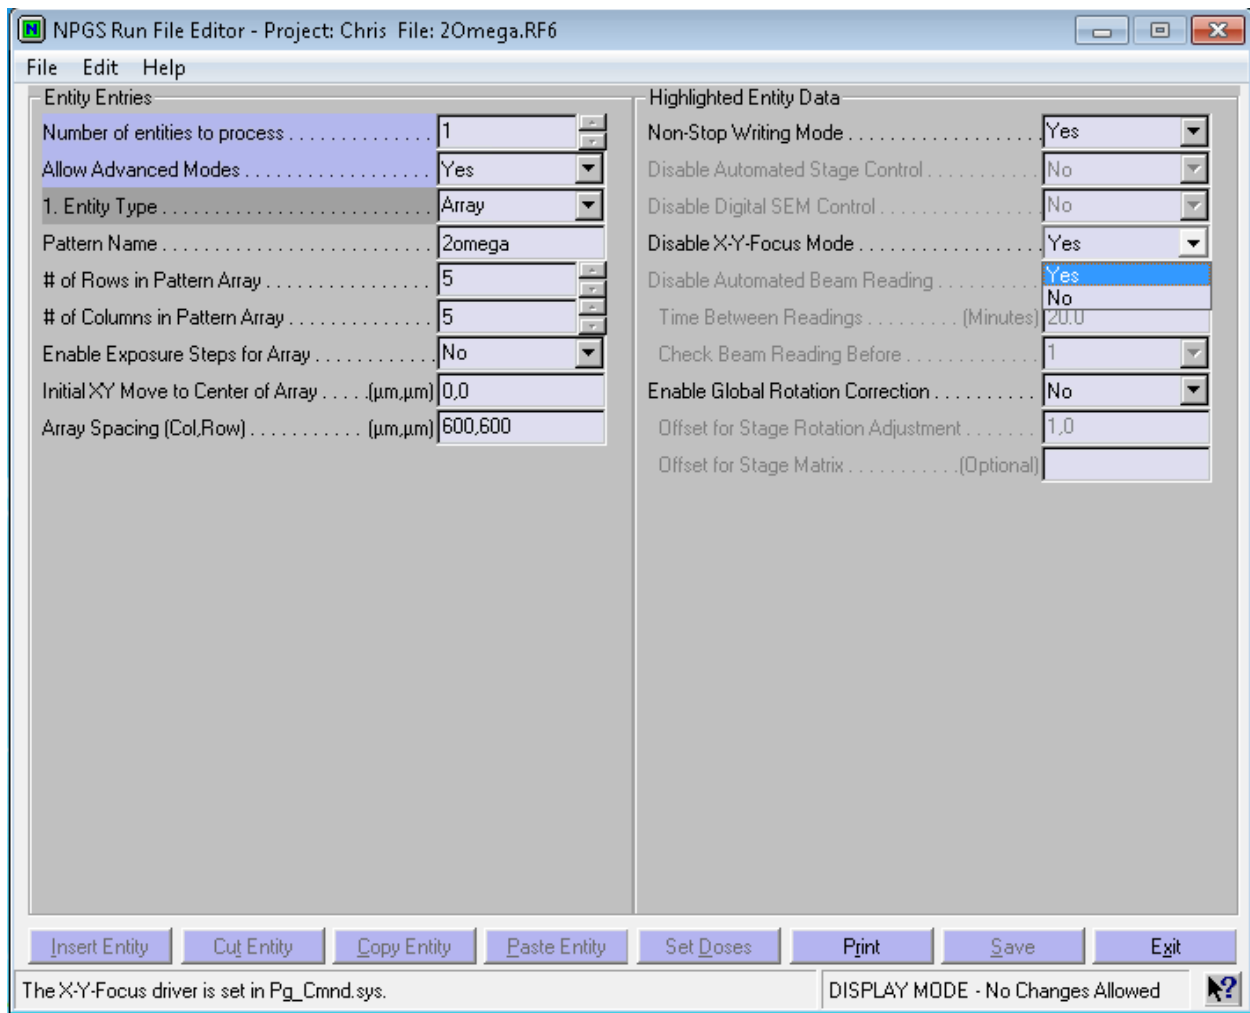 NPGS Run File Editor - Project: Chris File: 2Omega.RF6
File Edit Help
Entity Entries
Number of entities to process . . . . . . . . . . . . . . 1
Allow Advanced Modes . . . . . . . . . . . . . . . . . . Yes
1. Entity Type . . . . . . . . . . . . . . . . . . . . . . . . . . Array
Pattern Name . . . . . . . . . . . . . . . . . . . . . . . . . 2omega
# of Rows in Pattern Array . . . . . . . . . . . . . . . . 5
# of Columns in Pattern Array . . . . . . . . . . . . . . 5
Enable Exposure Steps for Array . . . . . . . . . . . . No
Initial XY Move to Center of Array . . . . . (µm,µm) 0,0
Array Spacing (Col,Row) . . . . . . . . . . . (µm,µm) 600,600
Highlighted Entity Data
Non-Stop Writing Mode . . . . . . . . . . . . . . . . . . . Yes
Disable Automated Stage Control . . . . . . . . . . . No
Disable Digital SEM Control . . . . . . . . . . . . . . . . No
Disable X-Y-Focus Mode . . . . . . . . . . . . . . . . . . Yes
Yes
Disable Automated Beam Reading . . . . . . . . . .
No
Time Between Readings . . . . . . . . . (Minutes) 20.0
Check Beam Reading Before . . . . . . . . . . . . . 1
Enable Global Rotation Correction . . . . . . . . . . No
Offset for Stage Rotation Adjustment . . . . . . . 1,0
Offset for Stage Matrix . . . . . . . . . . . (Optional)
Insert Entity Cut Entity Copy Entity Paste Entity Set Doses Print Save Exit
The X-Y-Focus driver is set in Pg_Cmnd.sys. DISPLAY MODE - No Changes Allowed